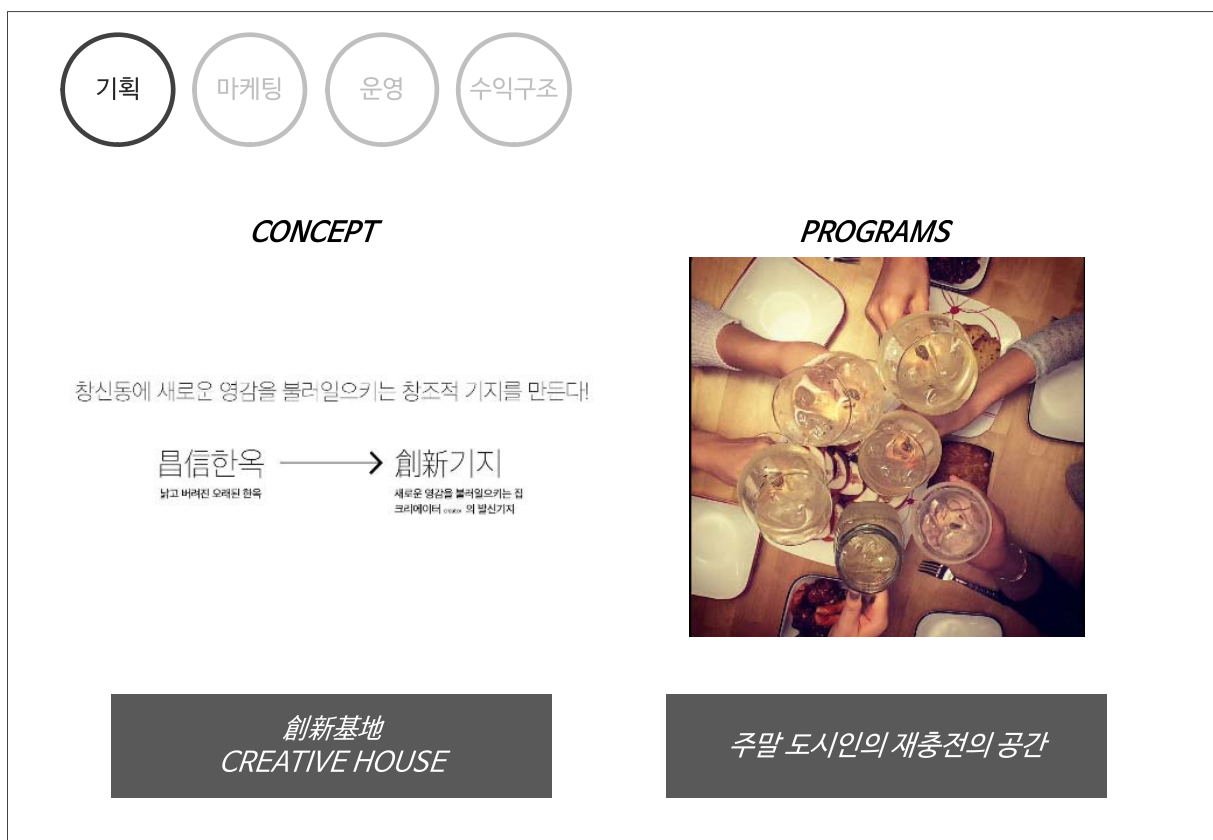 기획
마케팅
운영
수익구조
CONCEPT
창신동에 새로운 영감을 불러일으키는 창조적 기지를 만든다!
昌信한옥
創新기지
낡고 버려진 오래된 한옥
새로운 영감을 불러일으키는 집
크리에이터 creator 의 발신기지
創新基地
CREATIVE HOUSE
PROGRAMS
주말 도시인의 재충전의 공간